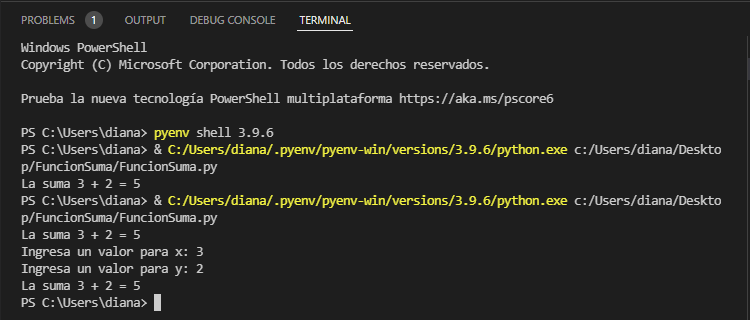 PROBLEMS 1 OUTPUT DEBUG CONSOLE TERMINAL
Windows PowerShell
Copyright (C) Microsoft Corporation. Todos los derechos reservados.
Prueba la nueva tecnología PowerShell multiplataforma https://aka.ms/pscore6
PS C:\Users\diana> pyenv shell 3.9.6
PS C:\Users\diana> & C:/Users/diana/.pyenv/pyenv-win/versions/3.9.6/python.exe c:/Users/diana/Deskto
p/FuncionSuma/FuncionSuma.py
La suma 3 + 2 = 5
PS C:\Users\diana> & C:/Users/diana/.pyenv/pyenv-win/versions/3.9.6/python.exe c:/Users/diana/Deskto
p/FuncionSuma/FuncionSuma.py
La suma 3 + 2 = 5
Ingresa un valor para x: 3
Ingresa un valor para y: 2
La suma 3 + 2 = 5
PS C:\Users\diana>